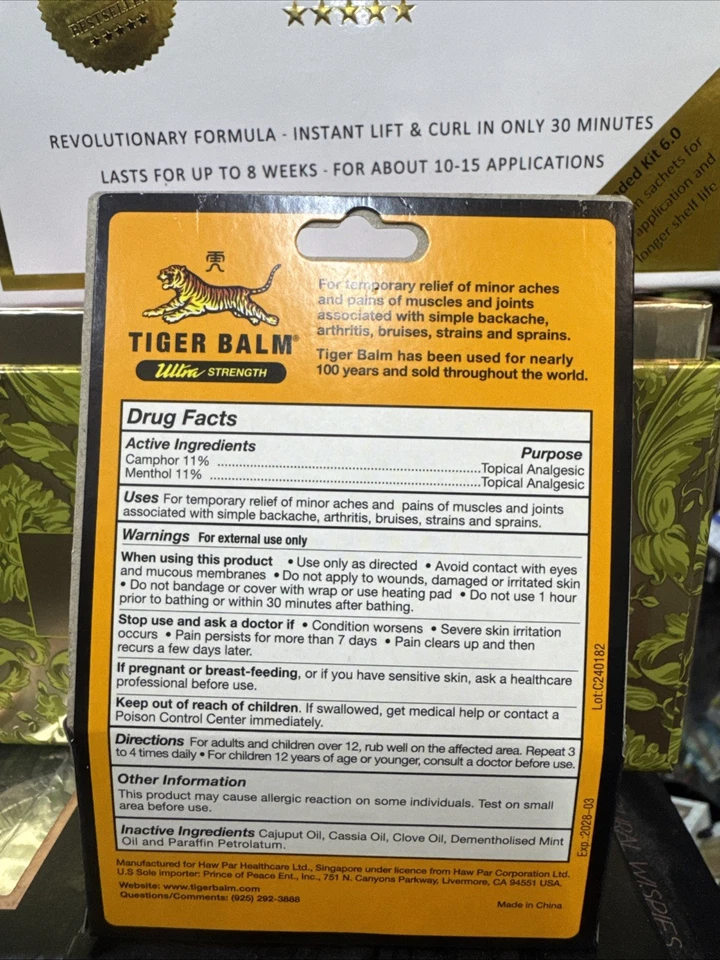 BESTSELLER
REVOLUTIONARY FORMULA - INSTANT LIFT & CURL IN ONLY 30 MINUTES
LASTS FOR UP TO 8 WEEKS - FOR ABOUT 10-15 APPLICATIONS
ded Kit 6.0
sachets for
application and
longer shelf life
For temporary relief of minor aches
and pains of muscles and joints
associated with simple backache,
arthritis, bruises, strains and sprains.
TIGER BALM®
Ultra STRENGTH
Tiger Balm has been used for nearly
100 years and sold throughout the world.
Drug Facts
Active Ingredients Purpose
Camphor 11% ........ Topical Analgesic
Menthol 11% ........ Topical Analgesic
Uses For temporary relief of minor aches and pains of muscles and joints
associated with simple backache, arthritis, bruises, strains and sprains.
Warnings For external use only
When using this product • Use only as directed • Avoid contact with eyes
and mucous membranes • Do not apply to wounds, damaged or irritated skin
• Do not bandage or cover with wrap or use heating pad • Do not use 1 hour
prior to bathing or within 30 minutes after bathing.
Stop use and ask a doctor if • Condition worsens • Severe skin irritation
occurs • Pain persists for more than 7 days • Pain clears up and then
recurs a few days later.
If pregnant or breast-feeding, or if you have sensitive skin, ask a healthcare
professional before use.
Keep out of reach of children. If swallowed, get medical help or contact a
Poison Control Center immediately.
Directions For adults and children over 12, rub well on the affected area. Repeat 3
to 4 times daily • For children 12 years of age or younger, consult a doctor before use.
Other Information
This product may cause allergic reaction on some individuals. Test on small
area before use.
Inactive Ingredients Cajuput Oil, Cassia Oil, Clove Oil, Dementholised Mint
Oil and Paraffin Petrolatum.
Lot:C240182
Exp.:2028-03
Manufactured for Haw Par Healthcare Ltd., Singapore under licence from Haw Par Corporation Ltd.
U.S Sole importer: Prince of Peace Ent., Inc., 751 N. Canyons Parkway, Livermore, CA 94551 USA.
Website: www.tigerbalm.com
Questions/Comments: (925) 292-3888
Made in China